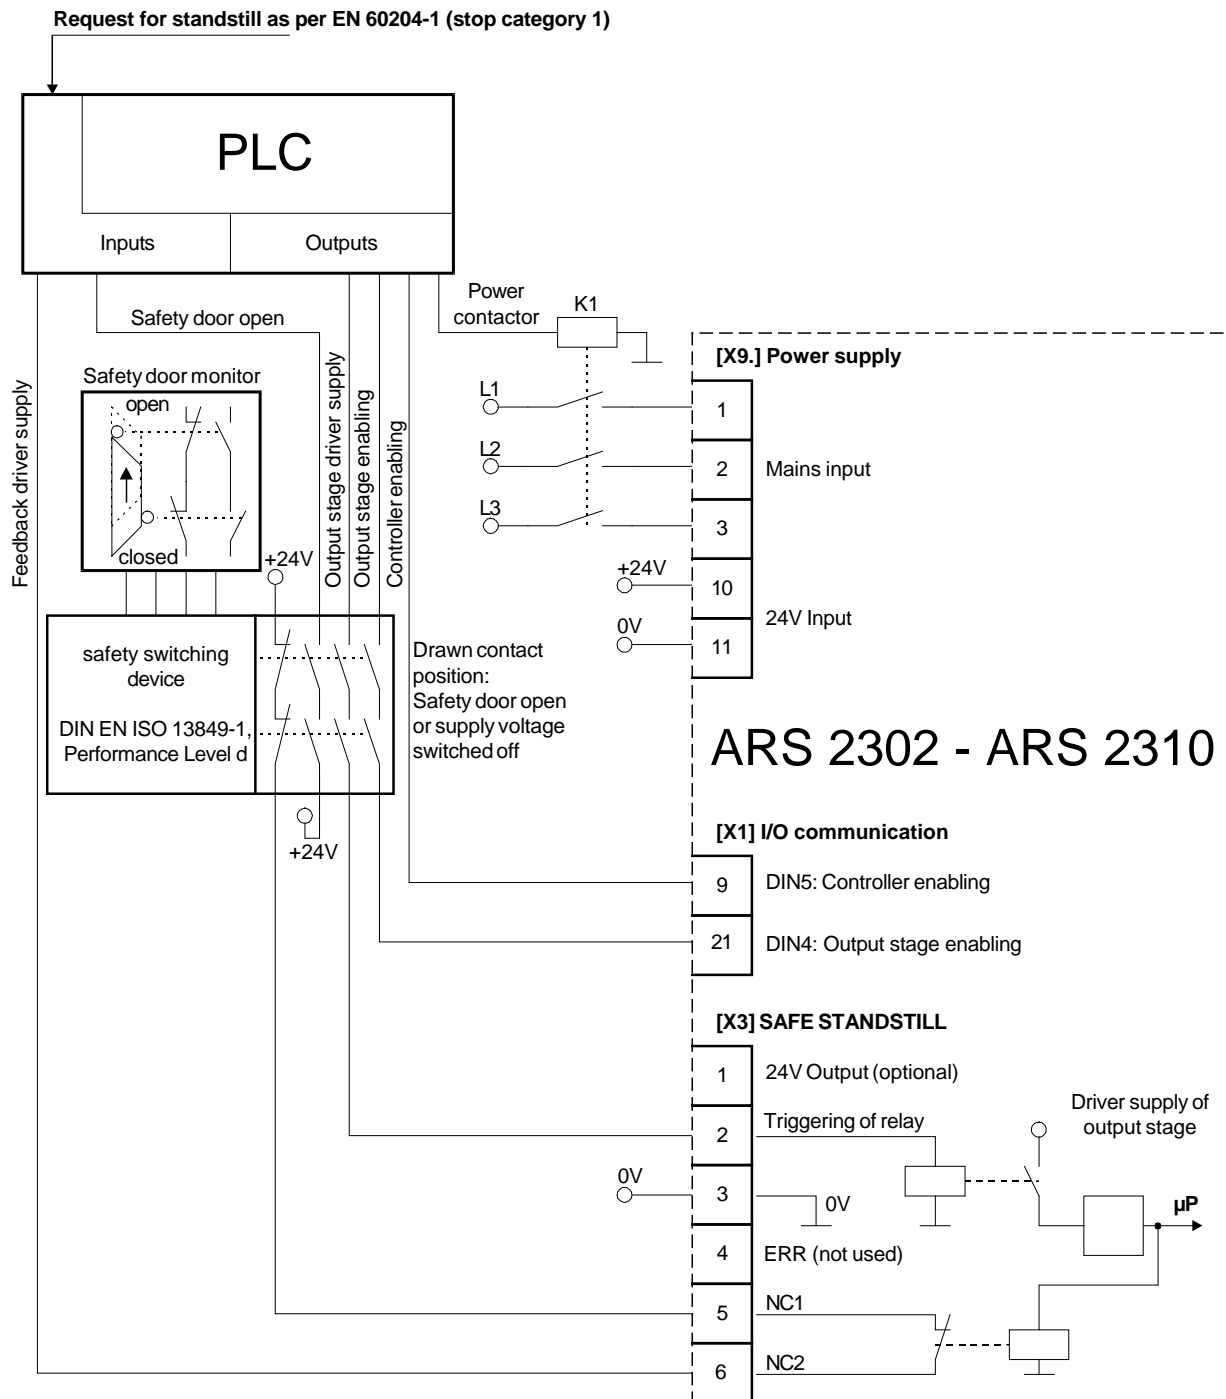 Request for standstill as per EN 60204-1 (stop category 1)
PLC
Inputs
Outputs
Power
contactor
K1
Safety door open
[X9.] Power supply
Safety door monitor
open
closed
Feedback driver supply
Output stage driver supply
Output stage enabling
Controller enabling
L1
L2
L3
1
2
Mains input
3
+24V
+24V
10
24V Input
0V
11
safety switching
device
DIN EN ISO 13849-1,
Performance Level d
Drawn contact
position:
Safety door open
or supply voltage
switched off
+24V
ARS 2302 - ARS 2310
[X1] I/O communication
9
DIN5: Controller enabling
21
DIN4: Output stage enabling
[X3] SAFE STANDSTILL
1
24V Output (optional)
2
Triggering of relay
Driver supply of
output stage
0V
3
0V
µP
4
ERR (not used)
5
NC1
6
NC2